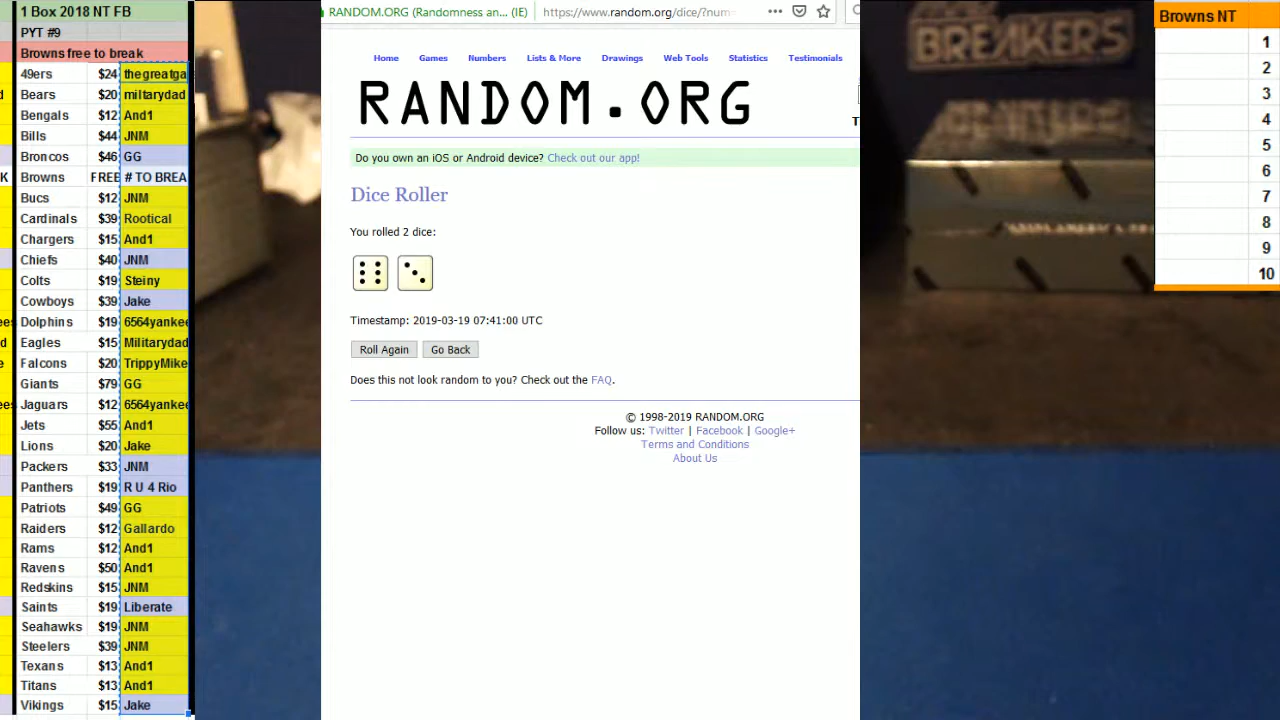 1 Box 2018 NT FB
PYT #9
Browns free to break
49ers $24 thegreatga
Bears $20 miltarydad
Bengals $12 And1
Bills $44 JNM
Broncos $46 GG
Browns FREE # TO BREA
Bucs $12 JNM
Cardinals $39 Rootical
Chargers $15 And1
Chiefs $40 JNM
Colts $19 Steiny
Cowboys $39 Jake
Dolphins $19 6564yankee
Eagles $15 Militarydad
Falcons $20 TrippyMike
Giants $79 GG
Jaguars $12 6564yankee
Jets $55 And1
Lions $20 Jake
Packers $33 JNM
Panthers $19 R U 4 Rio
Patriots $49 GG
Raiders $12 Gallardo
Rams $12 And1
Ravens $50 And1
Redskins $15 JNM
Saints $19 Liberate
Seahawks $19 JNM
Steelers $39 JNM
Texans $13 And1
Titans $13 And1
Vikings $15 Jake
RANDOM.ORG (Randomness an... (IE) https://www.random.org/dice/?num=
Home Games Numbers Lists & More Drawings Web Tools Statistics Testimonials
RANDOM.ORG
Do you own an iOS or Android device? Check out our app!
Dice Roller
You rolled 2 dice:
Timestamp: 2019-03-19 07:41:00 UTC
Roll Again Go Back
Does this not look random to you? Check out the FAQ.
© 1998-2019 RANDOM.ORG
Follow us: Twitter | Facebook | Google+
Terms and Conditions
About Us
BREAKERS
Browns NT
1
2
3
4
5
6
7
8
9
10